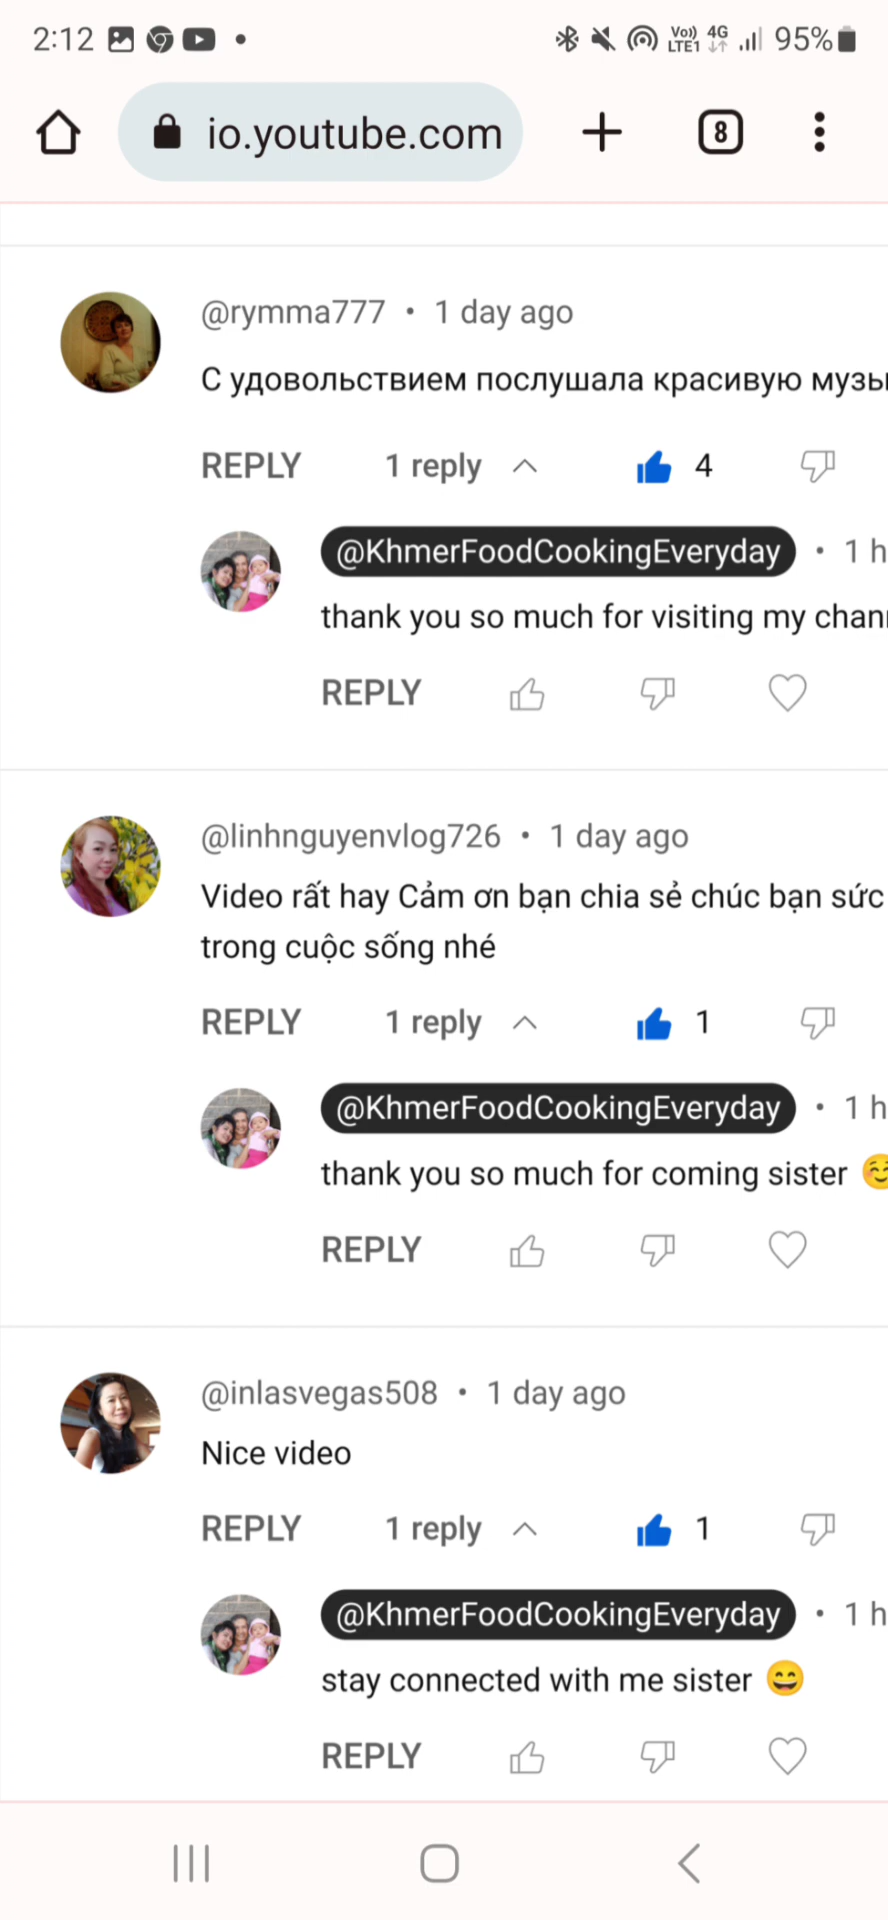 2:12 Vo)) LTE1 4G 95%
io.youtube.com 8
@rymma777 • 1 day ago
С удовольствием послушала красивую музы
REPLY 1 reply 4
@KhmerFoodCookingEveryday • 1 h
thank you so much for visiting my chan
REPLY
@linhnguyenvlog726 • 1 day ago
Video rất hay Cảm ơn bạn chia sẻ chúc bạn sức
trong cuộc sống nhé
REPLY 1 reply 1
@KhmerFoodCookingEveryday • 1 h
thank you so much for coming sister ☺️
REPLY
@inlasvegas508 • 1 day ago
Nice video
REPLY 1 reply 1
@KhmerFoodCookingEveryday • 1 h
stay connected with me sister 😄
REPLY